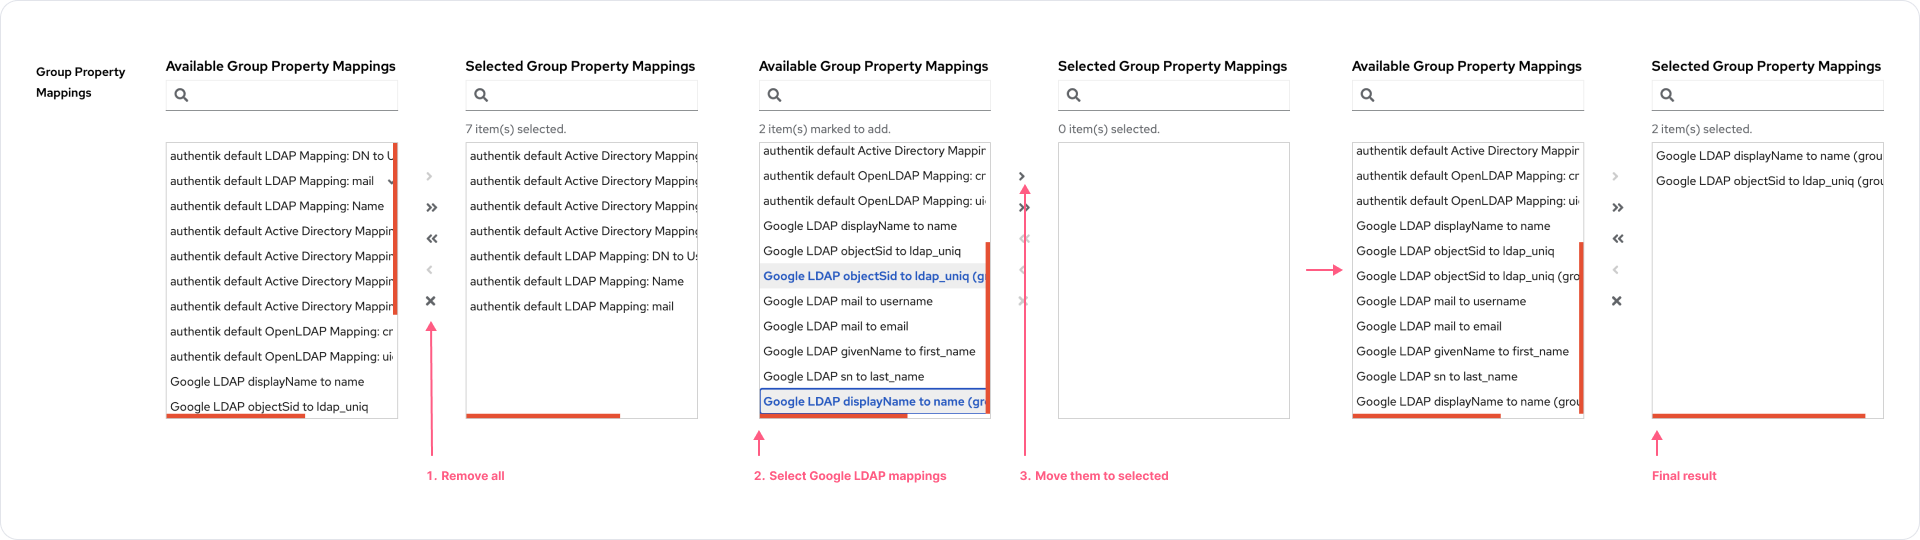 Group Property
Mappings
Available Group Property Mappings
authentik default LDAP Mapping: DN to U
authentik default LDAP Mapping: mail
authentik default LDAP Mapping: Name
authentik default Active Directory Mappin
authentik default Active Directory Mappin
authentik default Active Directory Mappin
authentik default Active Directory Mappin
authentik default OpenLDAP Mapping: cn
authentik default OpenLDAP Mapping: ui
Google LDAP displayName to name
Google LDAP objectSid to ldap_uniq
1. Remove all
Selected Group Property Mappings
7 item(s) selected.
authentik default Active Directory Mapping
authentik default Active Directory Mapping
authentik default Active Directory Mapping
authentik default Active Directory Mapping
authentik default LDAP Mapping: DN to Us
authentik default LDAP Mapping: Name
authentik default LDAP Mapping: mail
Available Group Property Mappings
2 item(s) marked to add.
authentik default Active Directory Mappin
authentik default OpenLDAP Mapping: cn
authentik default OpenLDAP Mapping: ui
Google LDAP displayName to name
Google LDAP objectSid to ldap_uniq
Google LDAP objectSid to ldap_uniq (gr
Google LDAP mail to username
Google LDAP mail to email
Google LDAP givenName to first_name
Google LDAP sn to last_name
Google LDAP displayName to name (gr
2. Select Google LDAP mappings
3. Move them to selected
Selected Group Property Mappings
0 item(s) selected.
Available Group Property Mappings
authentik default Active Directory Mappin
authentik default OpenLDAP Mapping: cn
authentik default OpenLDAP Mapping: ui
Google LDAP displayName to name
Google LDAP objectSid to ldap_uniq
Google LDAP objectSid to ldap_uniq (gro
Google LDAP mail to username
Google LDAP mail to email
Google LDAP givenName to first_name
Google LDAP sn to last_name
Google LDAP displayName to name (grou
Selected Group Property Mappings
2 item(s) selected.
Google LDAP displayName to name (grou
Google LDAP objectSid to ldap_uniq (grou
Final result